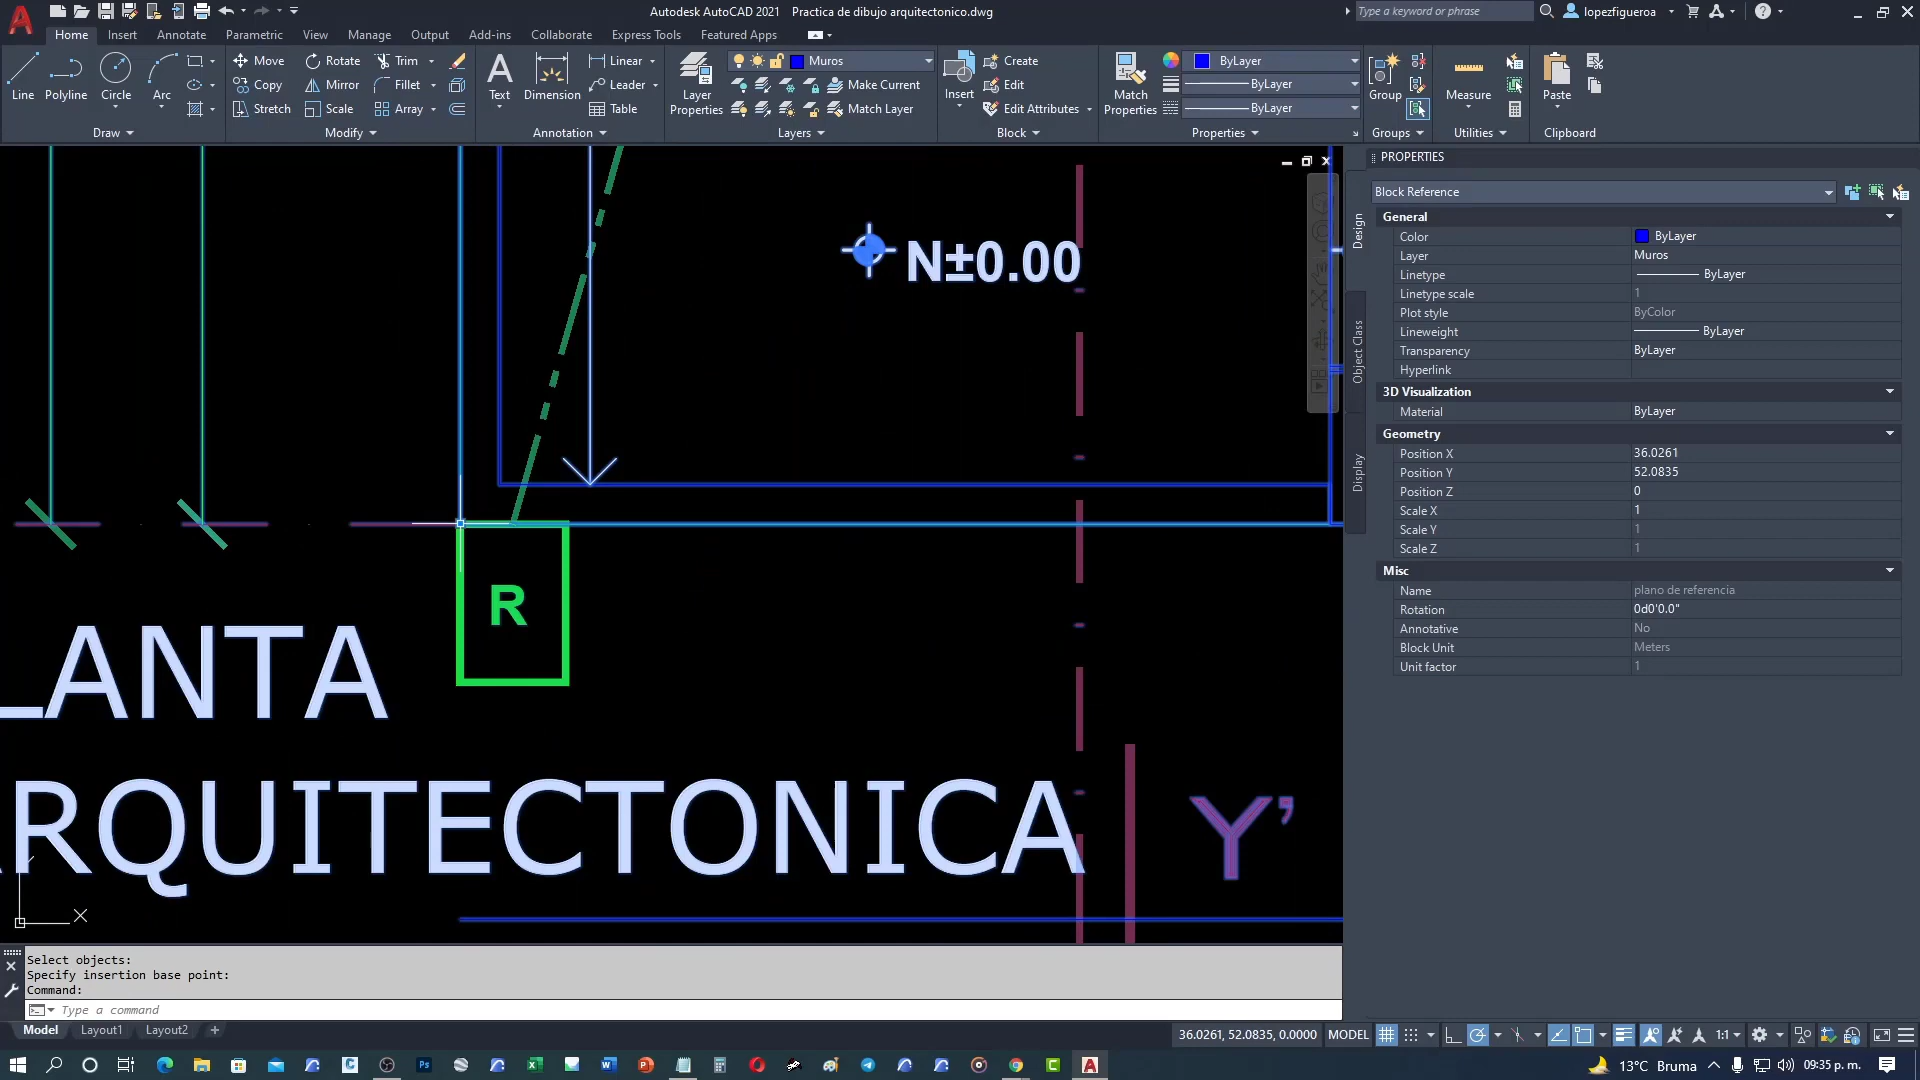 Autodesk AutoCAD 2021 Practica de dibujo arquitectonico.dwg
Type a keyword or phrase
lopezfigueroa
Home Insert Annotate Parametric View Manage Output Add-ins Collaborate Express Tools Featured Apps
Line Polyline Circle Arc
Draw
Move Rotate Trim
Copy Mirror Fillet
Stretch Scale Array
Modify
Text Dimension
Linear
Leader
Table
Annotation
Layer Properties
Muros
Make Current
Match Layer
Layers
Insert
Create
Edit
Edit Attributes
Block
Match Properties
ByLayer
ByLayer
ByLayer
Properties
Group
Groups
Measure
Utilities
Paste
Clipboard
N±0.00
R
LANTA
ARQUITECTONICA
Y’
X
Design
Object Class
Display
PROPERTIES
Block Reference
General
Color ByLayer
Layer Muros
Linetype ByLayer
Linetype scale 1
Plot style ByColor
Lineweight ByLayer
Transparency ByLayer
Hyperlink
3D Visualization
Material ByLayer
Geometry
Position X 36.0261
Position Y 52.0835
Position Z 0
Scale X 1
Scale Y 1
Scale Z 1
Misc
Name plano de referencia
Rotation 0d0'0.0"
Annotative No
Block Unit Meters
Unit factor 1
Select objects:
Specify insertion base point:
Command:
Type a command
Model Layout1 Layout2 +
36.0261, 52.0835, 0.0000 MODEL 1:1
13°C Bruma 09:35 p. m.